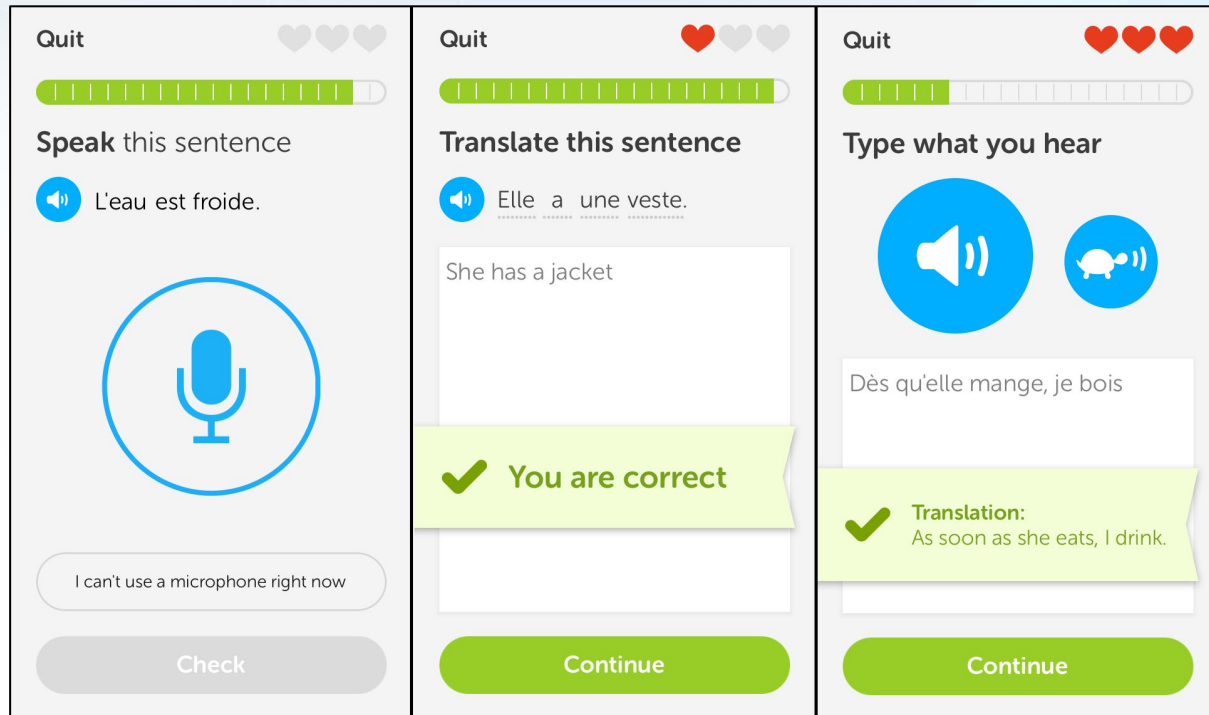 Quit
Speak this sentence
L'eau est froide.
I can't use a microphone right now
Check
Quit
Translate this sentence
Elle a une veste.
She has a jacket
You are correct
Continue
Quit
Type what you hear
Dès qu'elle mange, je bois
Translation:
As soon as she eats, I drink.
Continue